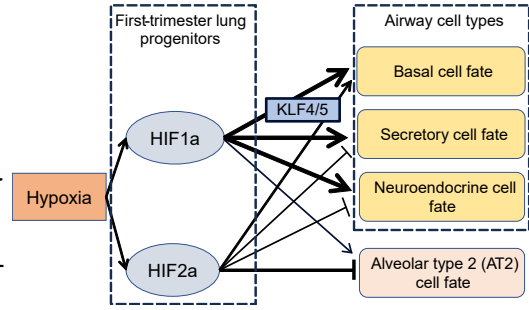 First-trimester lung
progenitors
Airway cell types
Basal cell fate
KLF4/5
HIF1a
Secretory cell fate
Hypoxia
Neuroendocrine cell
fate
HIF2a
Alveolar type 2 (AT2)
cell fate